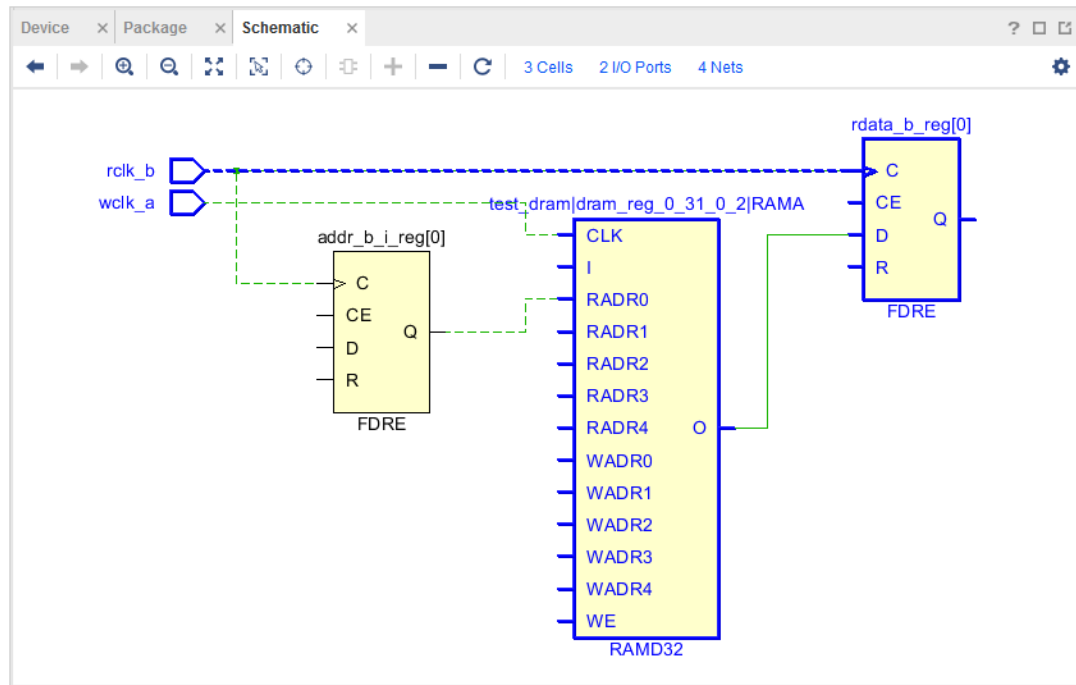 Device × Package × Schematic ×
?
3 Cells 2 I/O Ports 4 Nets
rdata_b_reg[0]
rclk_b
C
wclk_a
test_dram|dram_reg_0_31_0_2|RAMA
CE
Q
addr_b_i_reg[0]
CLK
D
I
R
C
RADR0
FDRE
CE
Q
RADR1
D
RADR2
R
RADR3
FDRE
RADR4
O
WADR0
WADR1
WADR2
WADR3
WADR4
WE
RAMD32